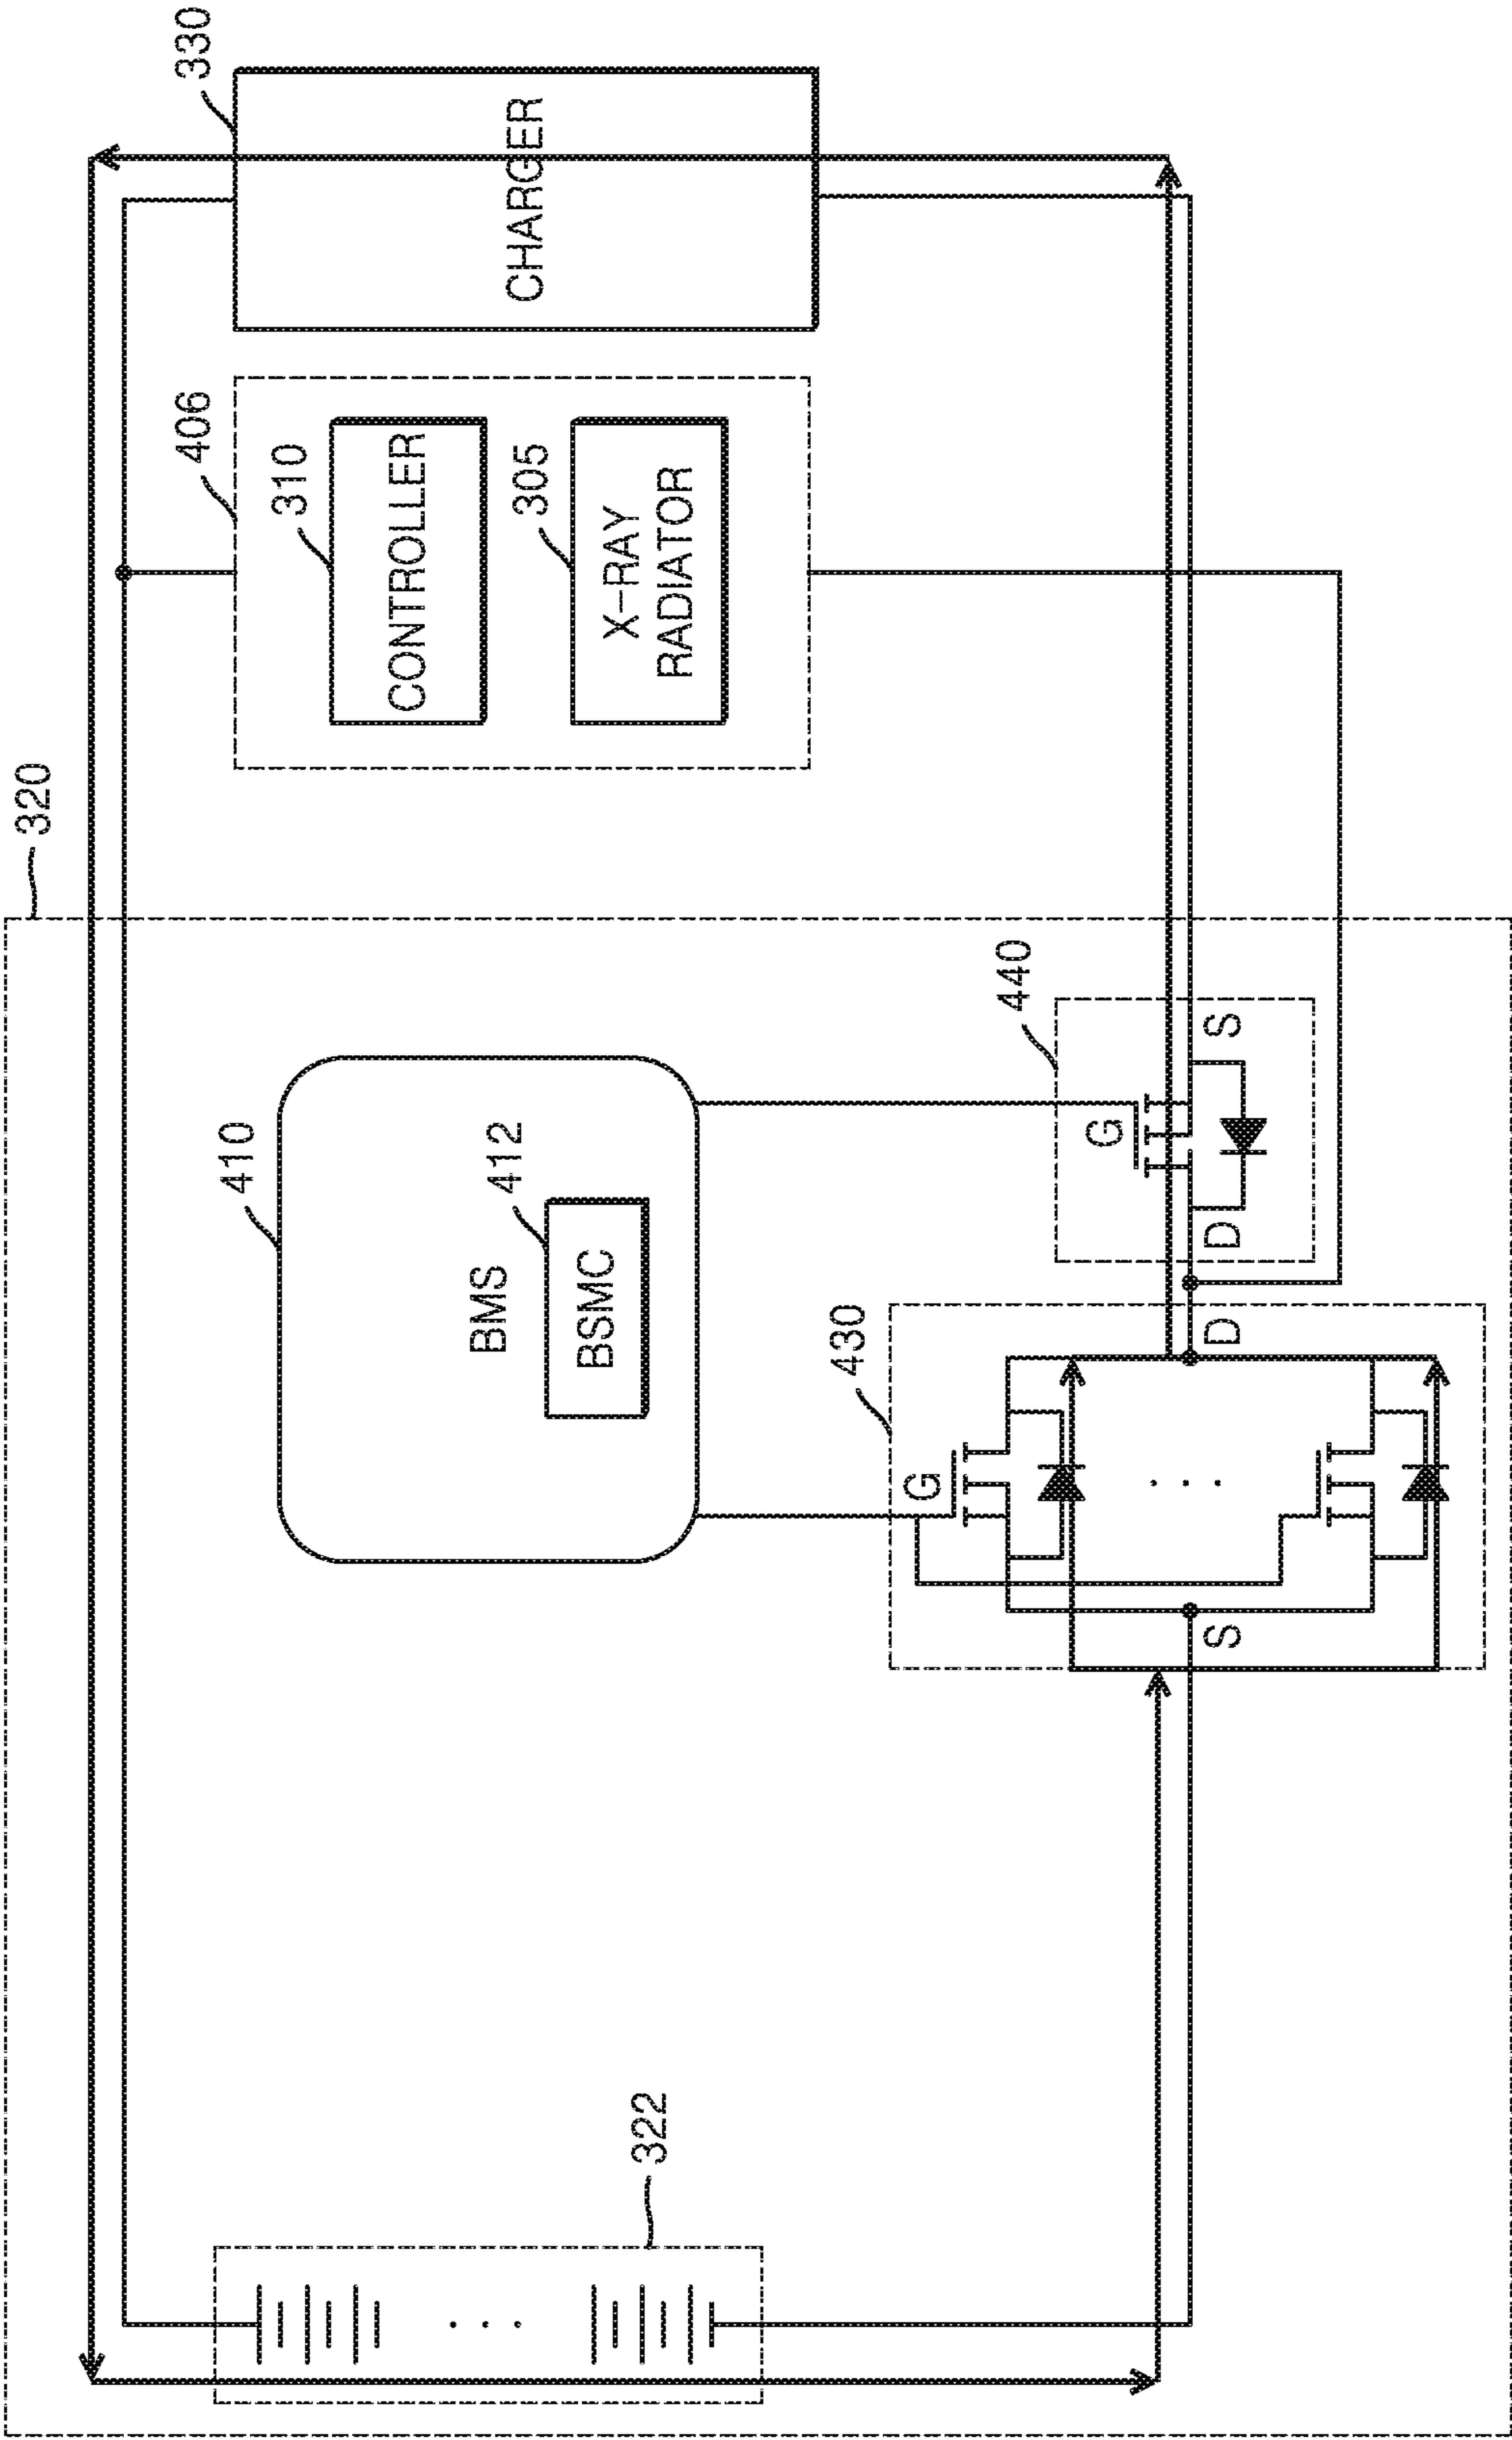 320
406
330
310
CONTROLLER
305
X-RAY
RADIATOR
CHARGER
410
BMS
412
BSMC
322
430
440
G
G
S
D
D
S